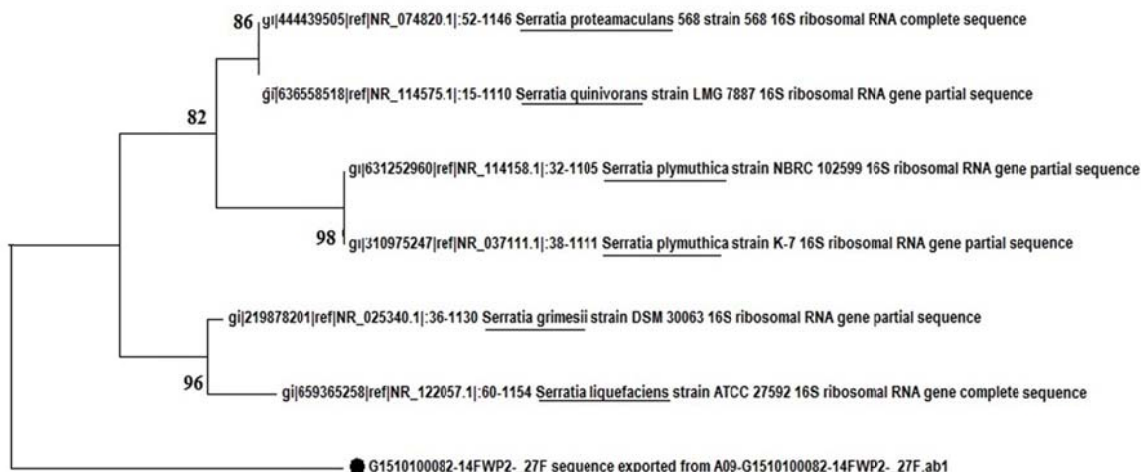 86
gi|444439505|ref|NR_074820.1|:52-1146 Serratia proteamaculans 568 strain 568 16S ribosomal RNA complete sequence
gi|636558518|ref|NR_114575.1|:15-1110 Serratia quinivorans strain LMG 7887 16S ribosomal RNA gene partial sequence
82
gi|631252960|ref|NR_114158.1|:32-1105 Serratia plymuthica strain NBRC 102599 16S ribosomal RNA gene partial sequence
98
gi|310975247|ref|NR_037111.1|:38-1111 Serratia plymuthica strain K-7 16S ribosomal RNA gene partial sequence
gi|219878201|ref|NR_025340.1|:36-1130 Serratia grimesii strain DSM 30063 16S ribosomal RNA gene partial sequence
96
gi|659365258|ref|NR_122057.1|:60-1154 Serratia liquefaciens strain ATCC 27592 16S ribosomal RNA gene complete sequence
G1510100082-14FWP2-_27F sequence exported from A09-G1510100082-14FWP2-_27F.ab1